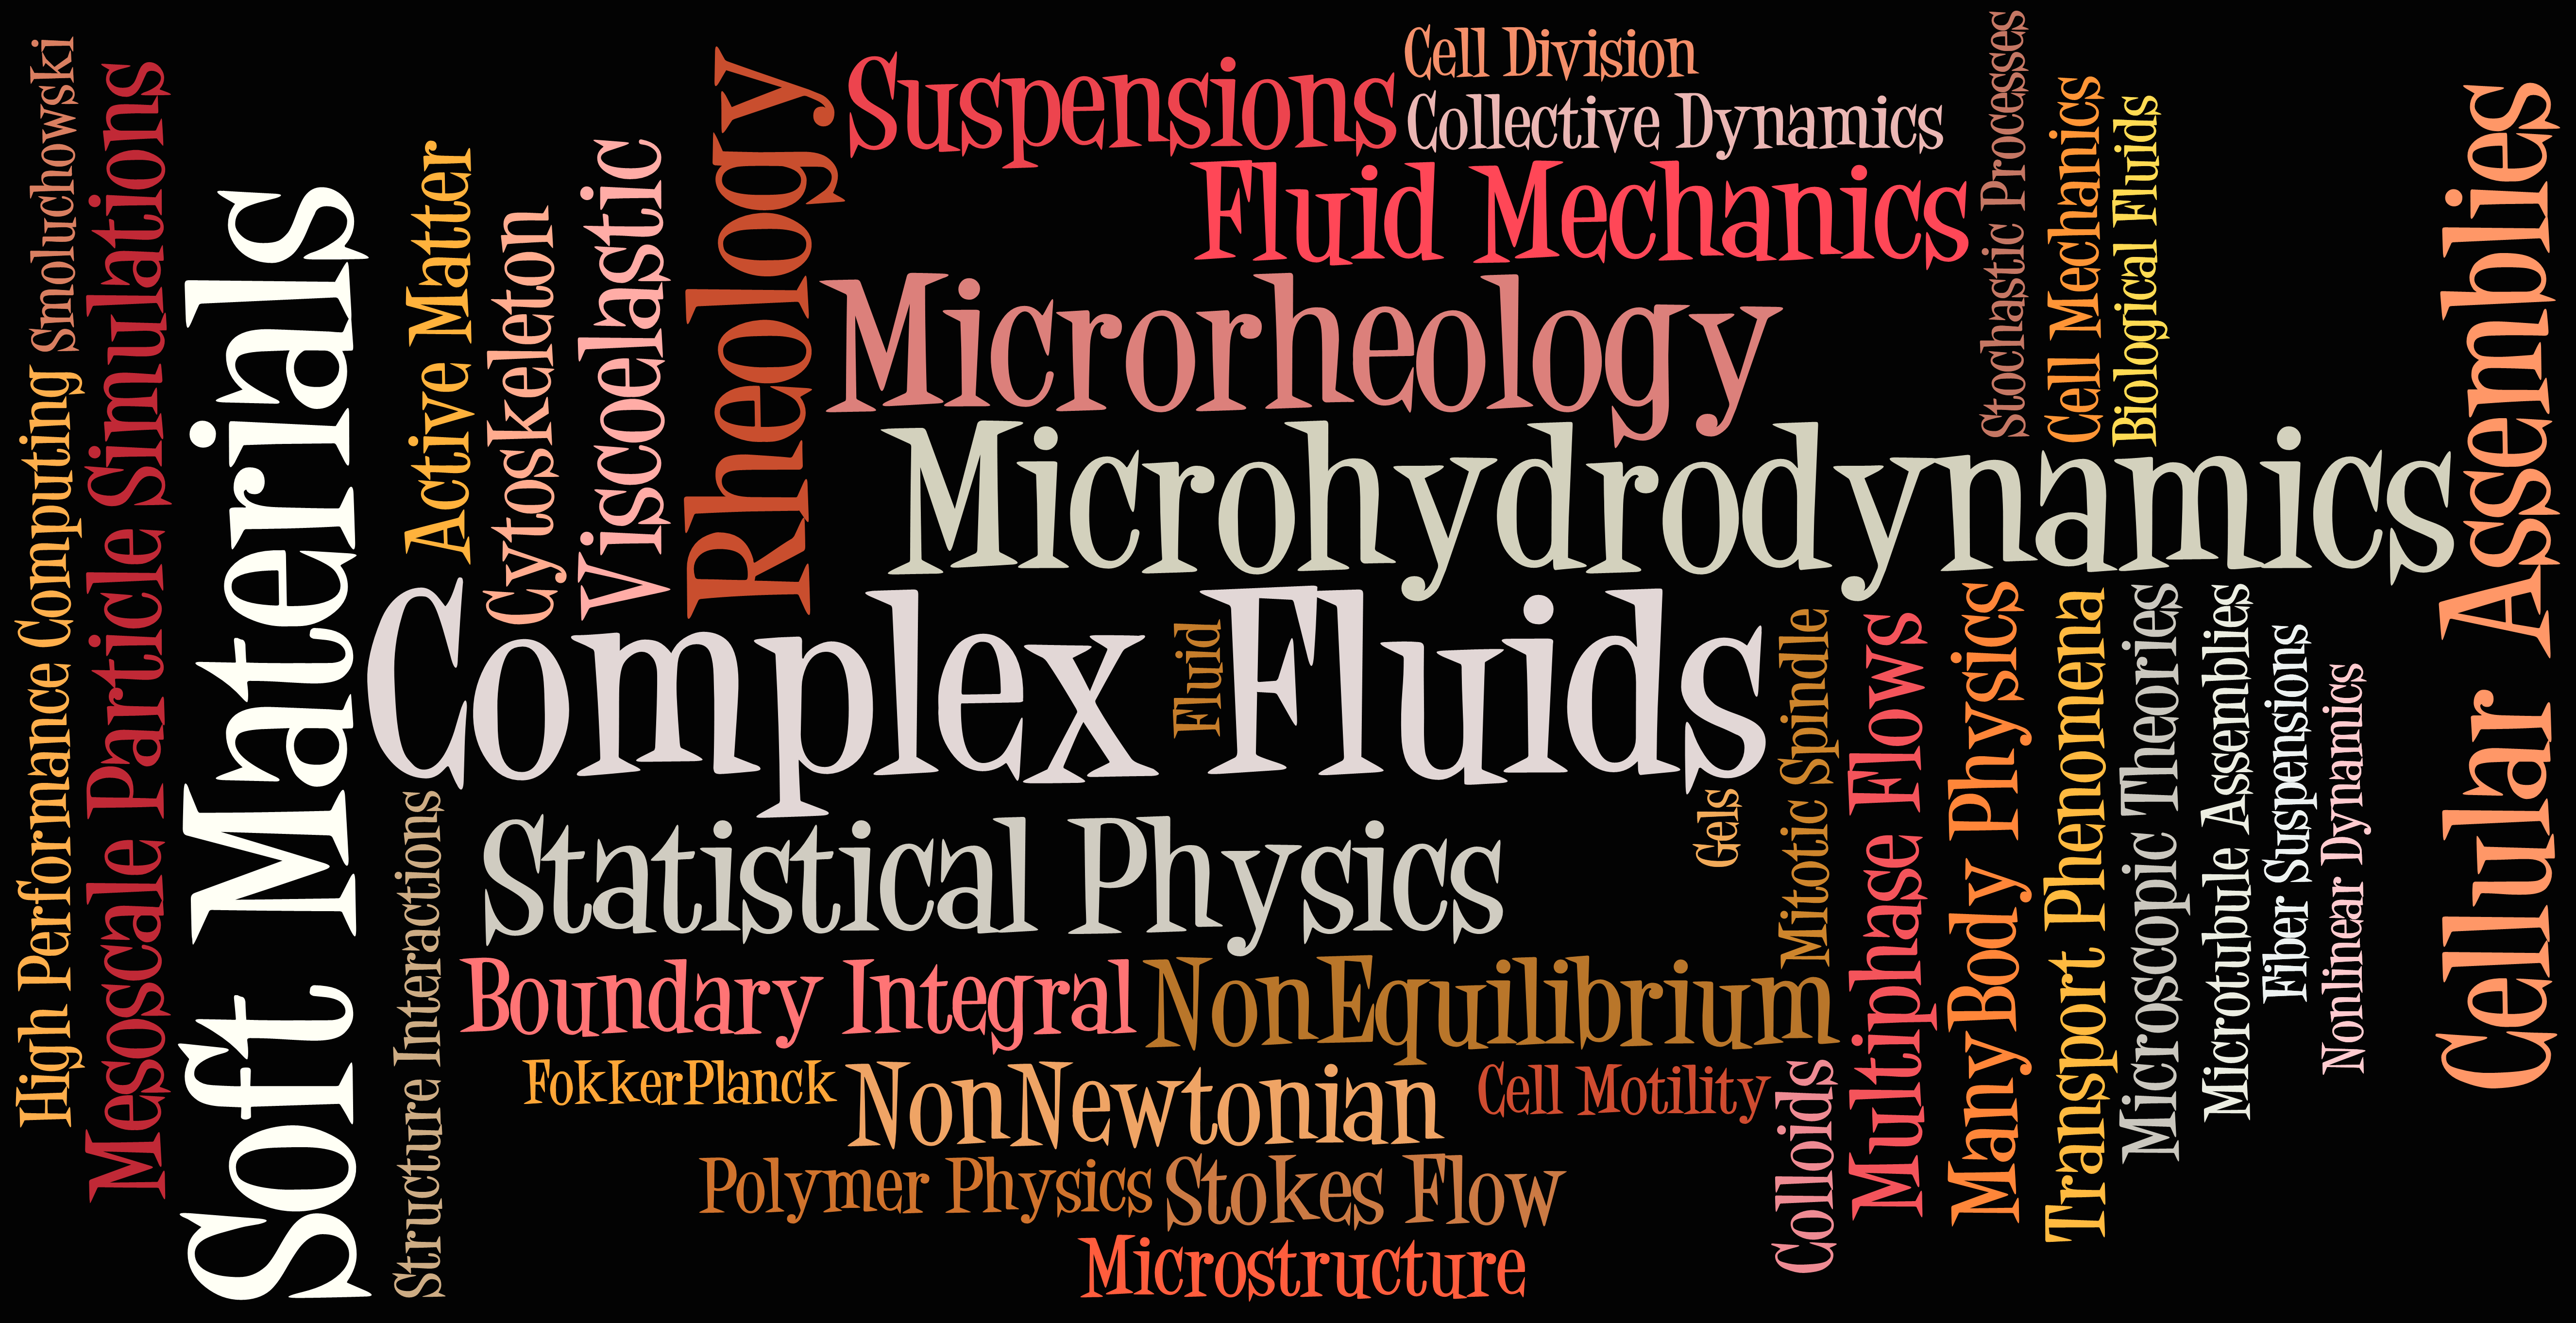 High Performance Computing
Smoluchowski
Mesoscale Particle Simulations
Soft Materials
Active Matter
Structure Interactions
Cytoskeleton
Viscoelastic
Rheology
Suspensions
Cell Division
Collective Dynamics
Fluid Mechanics
Microrheology
Microhydrodynamics
Complex Fluids
Fluid
Statistical Physics
Boundary Integral
NonEquilibrium
FokkerPlanck
NonNewtonian
Cell Motility
Polymer Physics
Stokes Flow
Microstructure
Gels
Mitotic Spindle
Colloids
Multiphase Flows
ManyBody Physics
Stochastic Processes
Cell Mechanics
Biological Fluids
Transport Phenomena
Microscopic Theories
Microtubule Assemblies
Fiber Suspensions
Nonlinear Dynamics
Cellular Assemblies